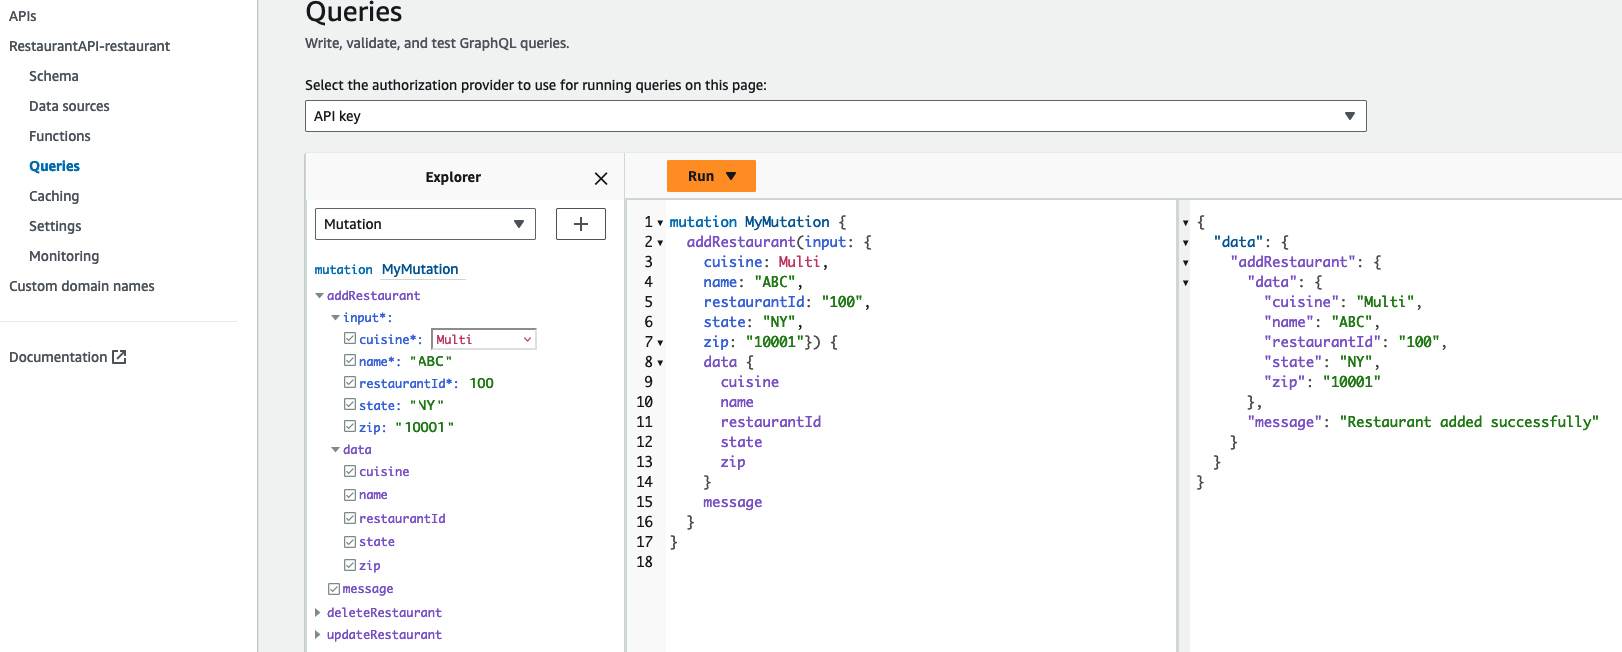 APIs
RestaurantAPI-restaurant
Schema
Data sources
Functions
Queries
Caching
Settings
Monitoring
Custom domain names
Documentation
Queries
Write, validate, and test GraphQL queries.
Select the authorization provider to use for running queries on this page:
API key
Explorer
Mutation
mutation MyMutation
addRestaurant
input*:
cuisine*: Multi
name*: "ABC"
restaurantId*: 100
state: "NY"
zip: "10001"
data
cuisine
name
restaurantId
state
zip
message
deleteRestaurant
updateRestaurant
Run
1 mutation MyMutation {
2 addRestaurant(input: {
3 cuisine: Multi,
4 name: "ABC",
5 restaurantId: "100",
6 state: "NY",
7 zip: "10001"}) {
8 data {
9 cuisine
10 name
11 restaurantId
12 state
13 zip
14 }
15 message
16 }
17 }
18
{
"data": {
"addRestaurant": {
"data": {
"cuisine": "Multi",
"name": "ABC",
"restaurantId": "100",
"state": "NY",
"zip": "10001"
},
"message": "Restaurant added successfully"
}
}
}